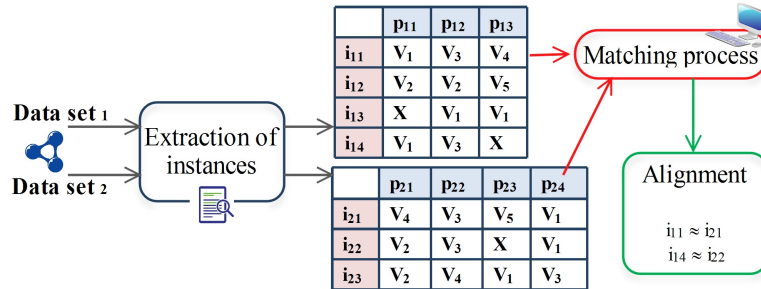 Data set 1
Data set 2
Extraction of
instances
p11 p12 p13
i11 V1 V3 V4
i12 V2 V2 V5
i13 X V1 V1
i14 V1 V3 X
p21 p22 p23 p24
i21 V4 V3 V5 V1
i22 V2 V3 X V1
i23 V2 V4 V1 V3
Matching process
Alignment
i11 ≈ i21
i14 ≈ i22